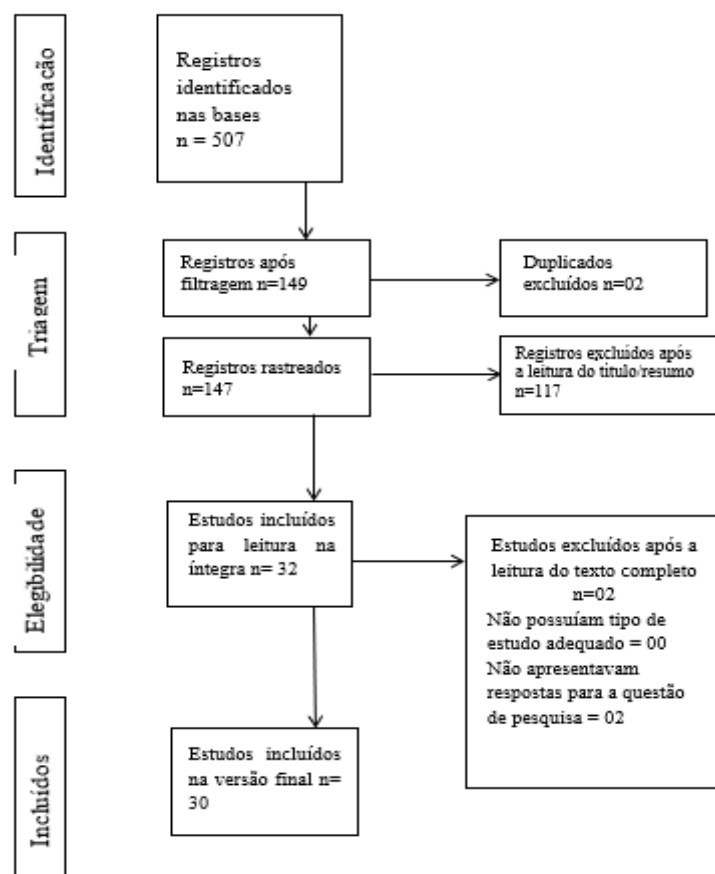 Identificacão
Registros
identificados
nas bases
n = 507
Triagem
Registros após
filtragem n=149
Duplicados
excluídos n=02
Registros rastreados
n=147
Registros excluídos após
a leitura do titulo/resumo
n=117
Elegibilidade
Estudos incluídos
para leitura na
íntegra n= 32
Estudos excluídos após a
leitura do texto completo
n=02
Não possuíam tipo de
estudo adequado = 00
Não apresentavam
respostas para a questão
de pesquisa = 02
Incluídos
Estudos incluídos
na versão final n=
30